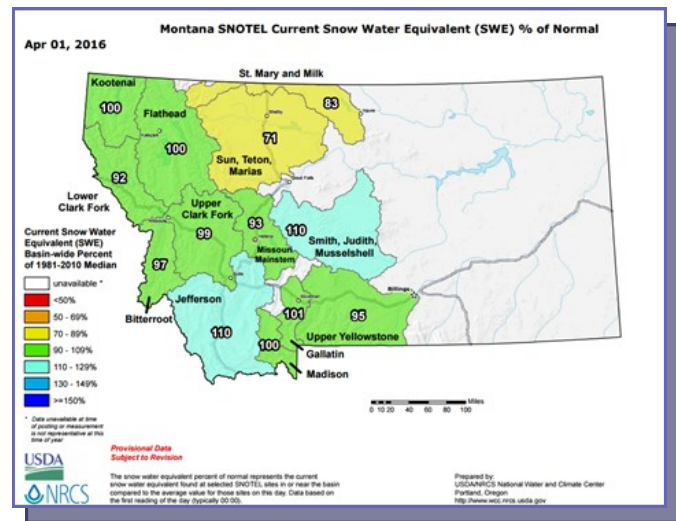 Montana SNOTEL Current Snow Water Equivalent (SWE) % of Normal
Apr 01, 2016
St. Mary and Milk
Kootenai
100
Flathead
100
83
71
Sun, Teton,
Marias
92
Lower
Clark Fork
Upper
Clark Fork
99
93
Missouri
Mainstem
110
Smith, Judith,
Musselshell
97
Bitterroot
Jefferson
110
Billings
101
95
100
Upper Yellowstone
Gallatin
Madison
Current Snow Water
Equivalent (SWE)
Basin-wide Percent
of 1981-2010 Median
unavailable *
<50%
50 - 69%
70 - 89%
90 - 109%
110 - 129%
130 - 149%
>=150%
* Data unavailable at time
of posting or measurement
is not representative at this
time of year
Miles
0 10 20 40 60 80 100
Provisional Data
Subject to Revision
USDA
NRCS
The snow water equivalent percent of normal represents the current
snow water equivalent found at selected SNOTEL sites in or near the basin
compared to the average value for those sites on this day. Data based on
the first reading of the day (typically 00:00).
Prepared by:
USDA/NRCS National Water and Climate Center
Portland, Oregon
http://www.wcc.nrcs.usda.gov